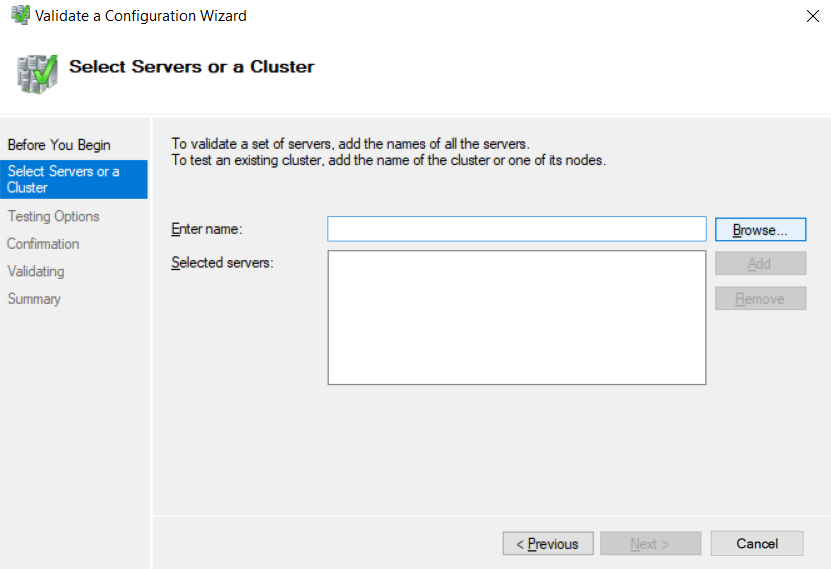 Validate a Configuration Wizard
Select Servers or a Cluster
Before You Begin
Select Servers or a
Cluster
Testing Options
Confirmation
Validating
Summary
To validate a set of servers, add the names of all the servers.
To test an existing cluster, add the name of the cluster or one of its nodes.
Enter name:
Browse...
Selected servers:
Add
Remove
< Previous
Next >
Cancel